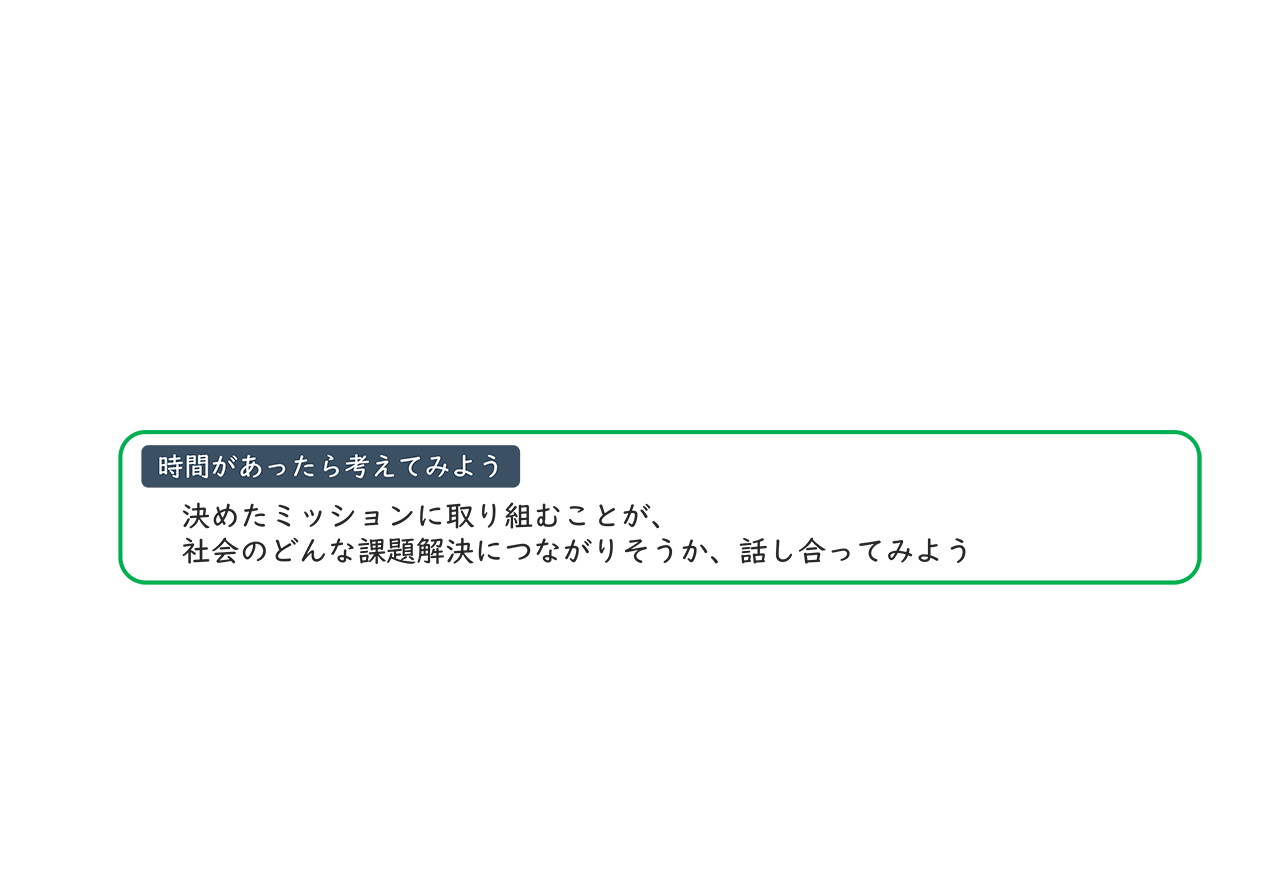 時間があったら考えてみよう
決めたミッションに取り組むことが、
社会のどんな課題解決につながりそうか、話し合ってみよう